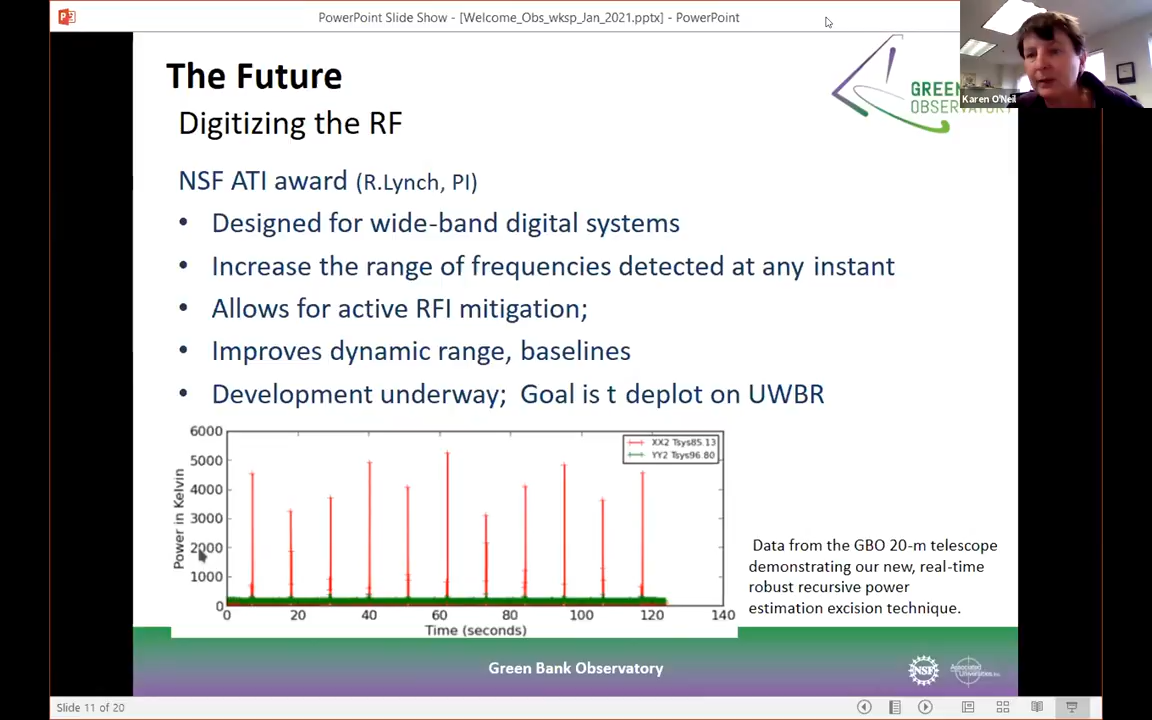 PowerPoint Slide Show - [Welcome_Obs_wksp_Jan_2021.pptx] - PowerPoint
Karen O'Neil
The Future
GREEN
OBSERVATORY
Digitizing the RF
NSF ATI award (R.Lynch, PI)
• Designed for wide-band digital systems
• Increase the range of frequencies detected at any instant
• Allows for active RFI mitigation;
• Improves dynamic range, baselines
• Development underway;  Goal is t deplot on UWBR
6000
5000
4000
3000
2000
1000
0
Power in Kelvin
XX2 Tsys85.13
YY2 Tsys96.80
0 20 40 60 80 100 120 140
Time (seconds)
Data from the GBO 20-m telescope
demonstrating our new, real-time
robust recursive power
estimation excision technique.
Green Bank Observatory
NSF
Associated
Universities Inc.
Slide 11 of 20